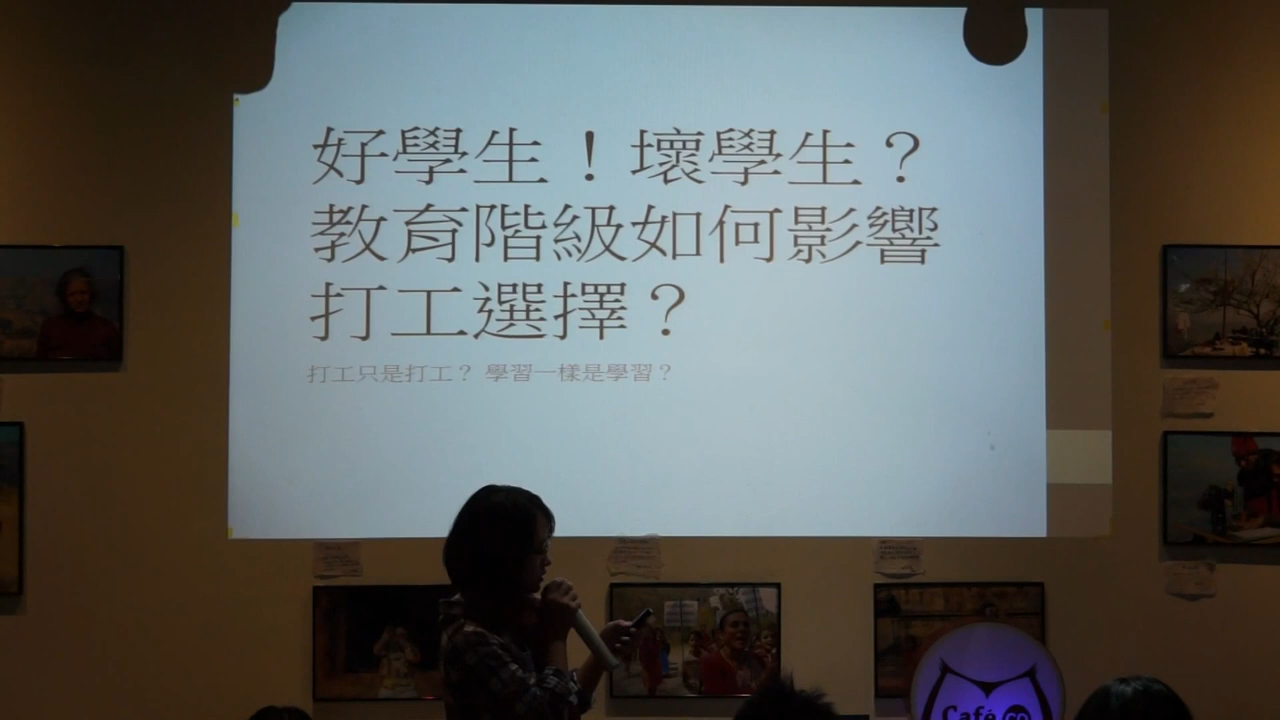 好學生！壞學生？
教育階級如何影響
打工選擇？
打工只是打工？ 學習一樣是學習？
Café